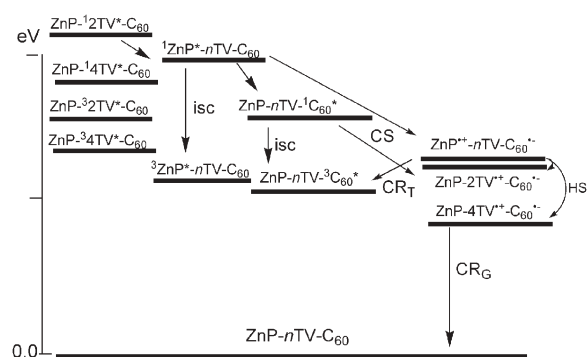 ZnP-¹2TV*-C₆₀
eV
¹ZnP*-nTV-C₆₀
ZnP-¹4TV*-C₆₀
isc
ZnP-nTV-¹C₆₀*
ZnP-³2TV*-C₆₀
CS
ZnP-³4TV*-C₆₀
isc
ZnP•⁺-nTV-C₆₀•⁻
³ZnP*-nTV-C₆₀
ZnP-nTV-³C₆₀*
CR_T
ZnP-2TV•⁺-C₆₀•⁻
HS
ZnP-4TV•⁺-C₆₀•⁻
CR_G
ZnP-nTV-C₆₀
0.0